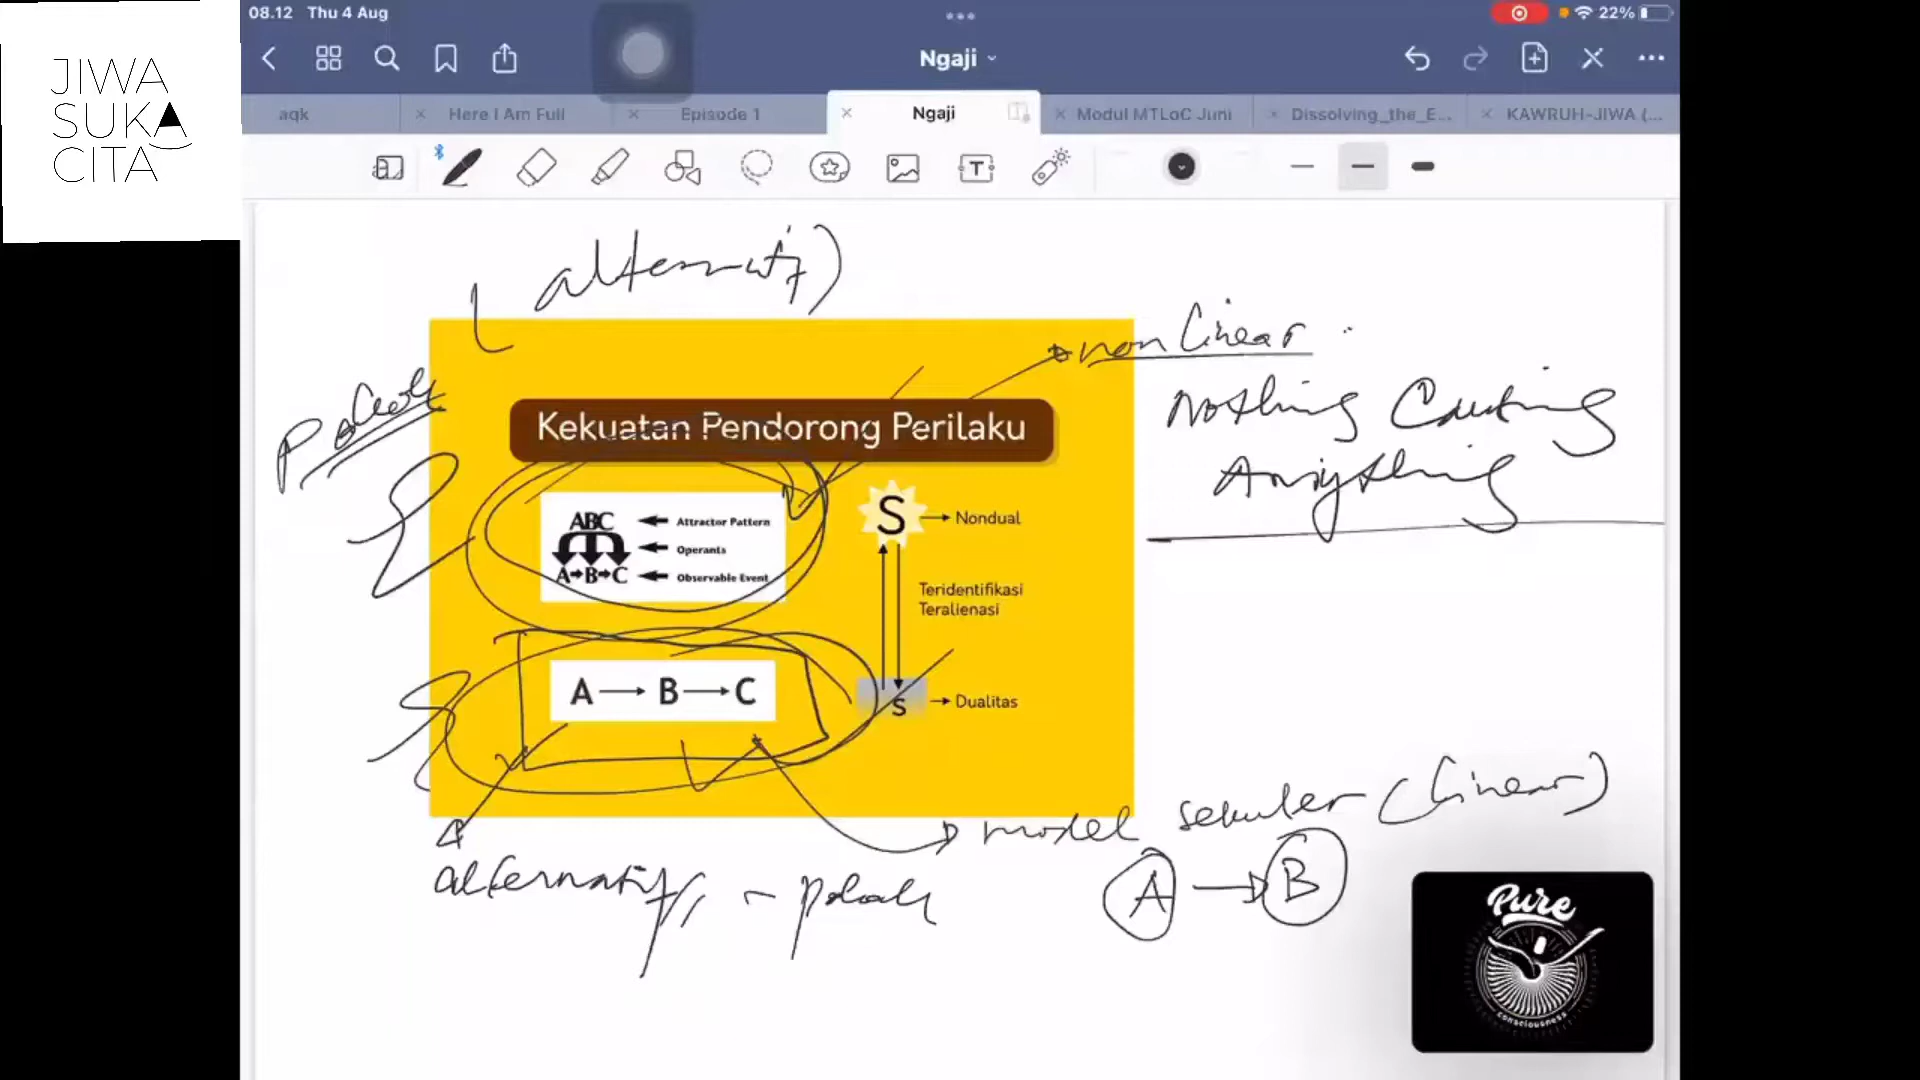 08.12 Thu 4 Aug
22%
JIWA
SUKA
CITA
Ngaji
aqk
Here I Am Full
Episode 1
Ngaji
Modul MTLoC Juni
Dissolving_the_E...
KAWRUH-JIWA (...
alternatif)
non linear
Nothing Causing
Anything
Kekuatan Pendorong Perilaku
ABC
Attractor Pattern
Operants
A→B→C
Observable Event
S → Nondual
Teridentifikasi
Teralienasi
A → B → C
s → Dualitas
model sekuler (linear)
A → B
alternatif
Pure
consciousness